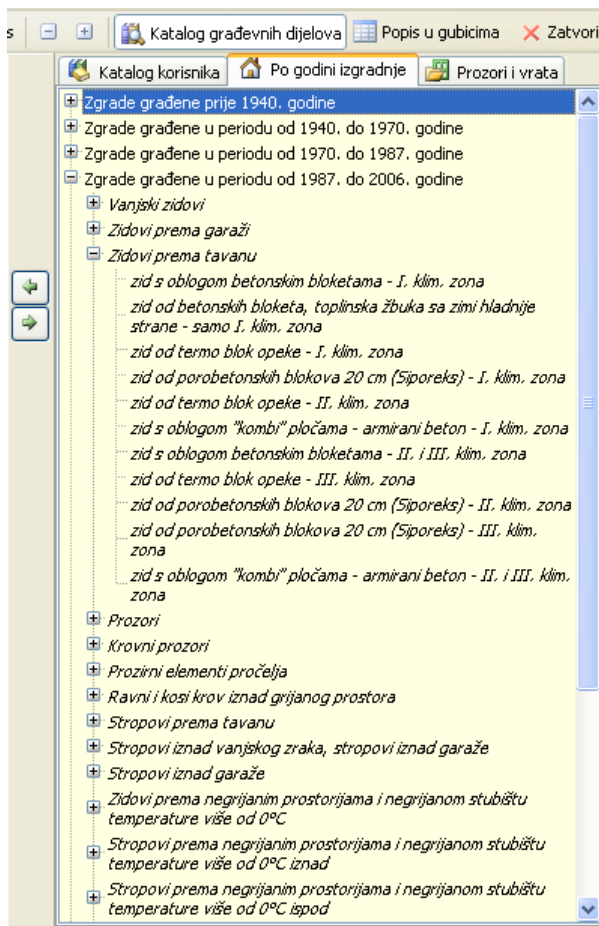 s Katalog građevnih dijelova Popis u gubicima Zatvori
Katalog korisnika Po godini izgradnje Prozori i vrata
Zgrade građene prije 1940. godine
Zgrade građene u periodu od 1940. do 1970. godine
Zgrade građene u periodu od 1970. do 1987. godine
Zgrade građene u periodu od 1987. do 2006. godine
Vanjski zidovi
Zidovi prema garaži
Zidovi prema tavanu
zid s oblogom betonskim bloketama - I. klim. zona
zid od betonskih bloketa, toplinska žbuka sa zimi hladnije
strane - samo I. klim. zona
zid od termo blok opeke - I. klim. zona
zid od porobetonskih blokova 20 cm (Siporeks) - I. klim. zona
zid od termo blok opeke - II. klim. zona
zid s oblogom "kombi" pločama - armirani beton - I. klim. zona
zid s oblogom betonskim bloketama - II. i III. klim. zona
zid od termo blok opeke - III. klim. zona
zid od porobetonskih blokova 20 cm (Siporeks) - II. klim. zona
zid od porobetonskih blokova 20 cm (Siporeks) - III. klim.
zona
zid s oblogom "kombi" pločama - armirani beton - II. i III. klim.
zona
Prozori
Krovni prozori
Prozirni elementi pročelja
Ravni i kosi krov iznad grijanog prostora
Stropovi prema tavanu
Stropovi iznad vanjskog zraka, stropovi iznad garaže
Stropovi iznad garaže
Zidovi prema negrijanim prostorijama i negrijanom stubištu
temperature više od 0°C
Stropovi prema negrijanim prostorijama i negrijanom stubištu
temperature više od 0°C iznad
Stropovi prema negrijanim prostorijama i negrijanom stubištu
temperature više od 0°C ispod